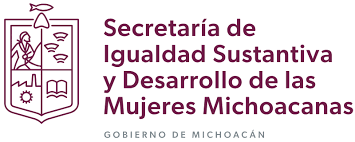 Secretaría de
Igualdad Sustantiva
y Desarrollo de las
Mujeres Michoacanas
GOBIERNO DE MICHOACÁN